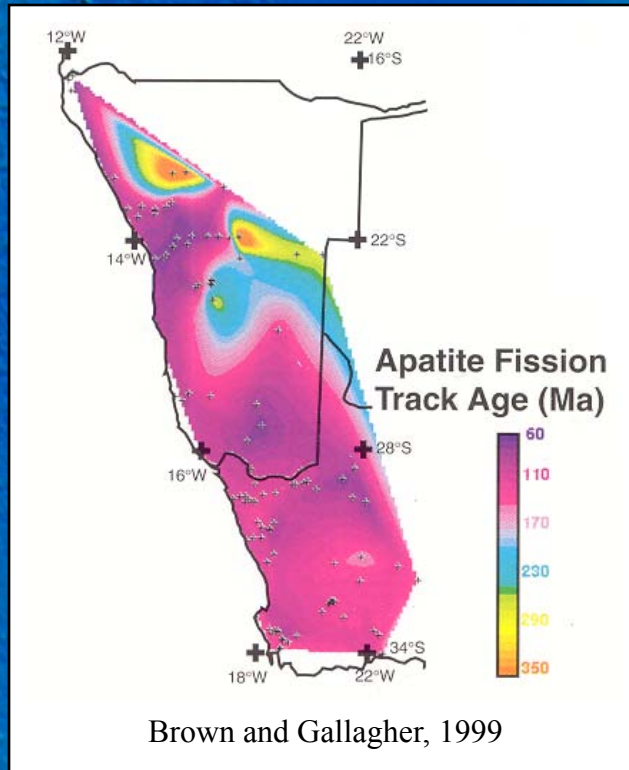 12°W
22°W
16°S
14°W
22°S
Apatite Fission
Track Age (Ma)
60
110
170
230
290
350
16°W
28°S
18°W
34°S
22°W
Brown and Gallagher, 1999